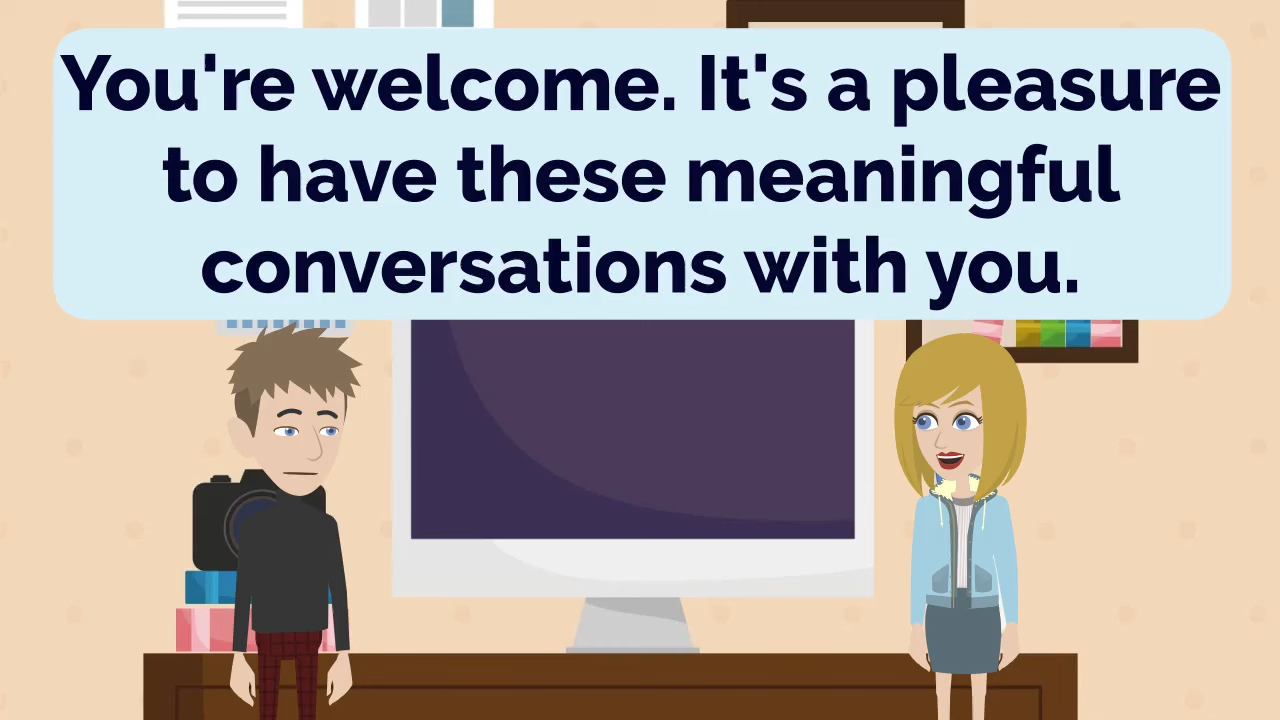 You're welcome. It's a pleasure
to have these meaningful
conversations with you.